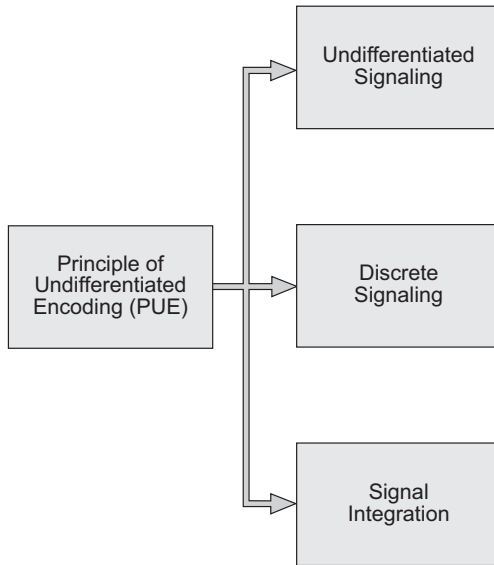 Undifferentiated
Signaling
Principle of
Undifferentiated
Encoding (PUE)
Discrete
Signaling
Signal
Integration